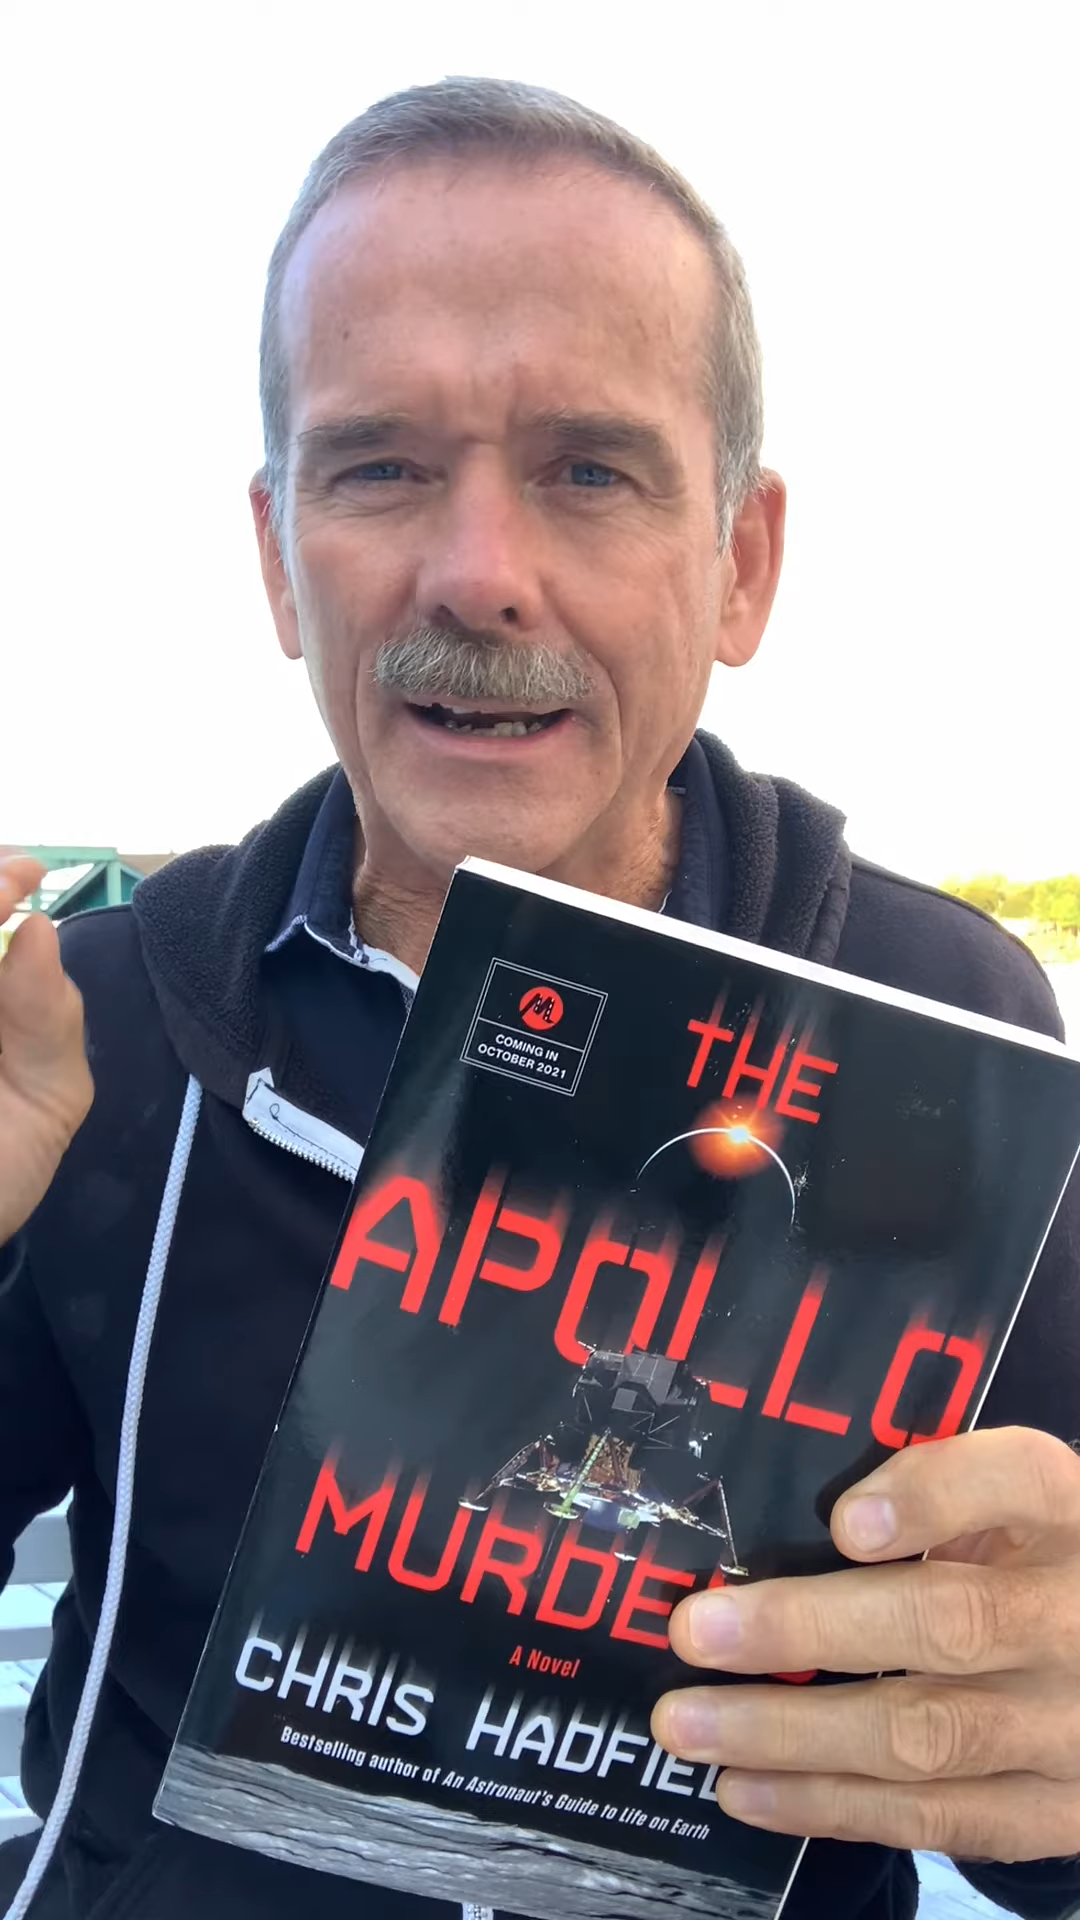 COMING IN
OCTOBER 2021
THE
APOLLO
MURDE
A Novel
CHRIS HADFIEL
Bestselling author of An Astronaut's Guide to Life on Earth